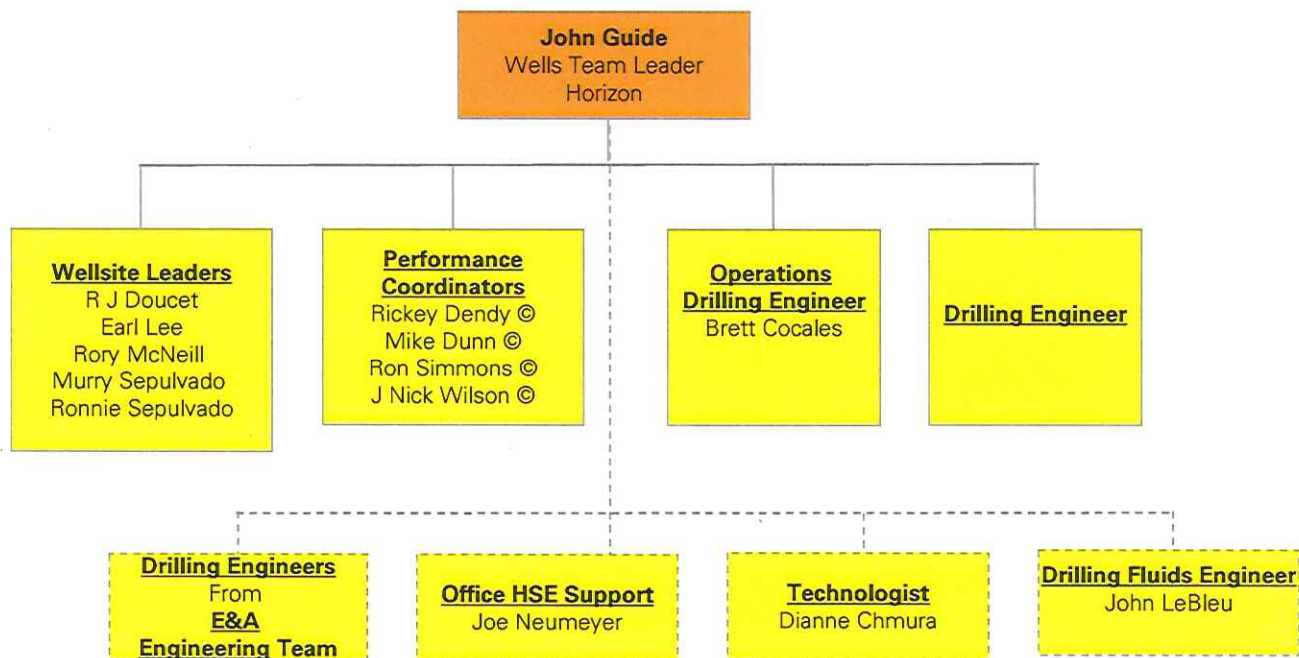 John Guide
Wells Team Leader
Horizon
Wellsite Leaders
R J Doucet
Earl Lee
Rory McNeill
Murry Sepulvado
Ronnie Sepulvado
Performance
Coordinators
Rickey Dendy ©
Mike Dunn ©
Ron Simmons ©
J Nick Wilson ©
Operations
Drilling Engineer
Brett Cocales
Drilling Engineer
Drilling Engineers
From
E&A
Engineering Team
Office HSE Support
Joe Neumeyer
Technologist
Dianne Chmura
Drilling Fluids Engineer
John LeBleu